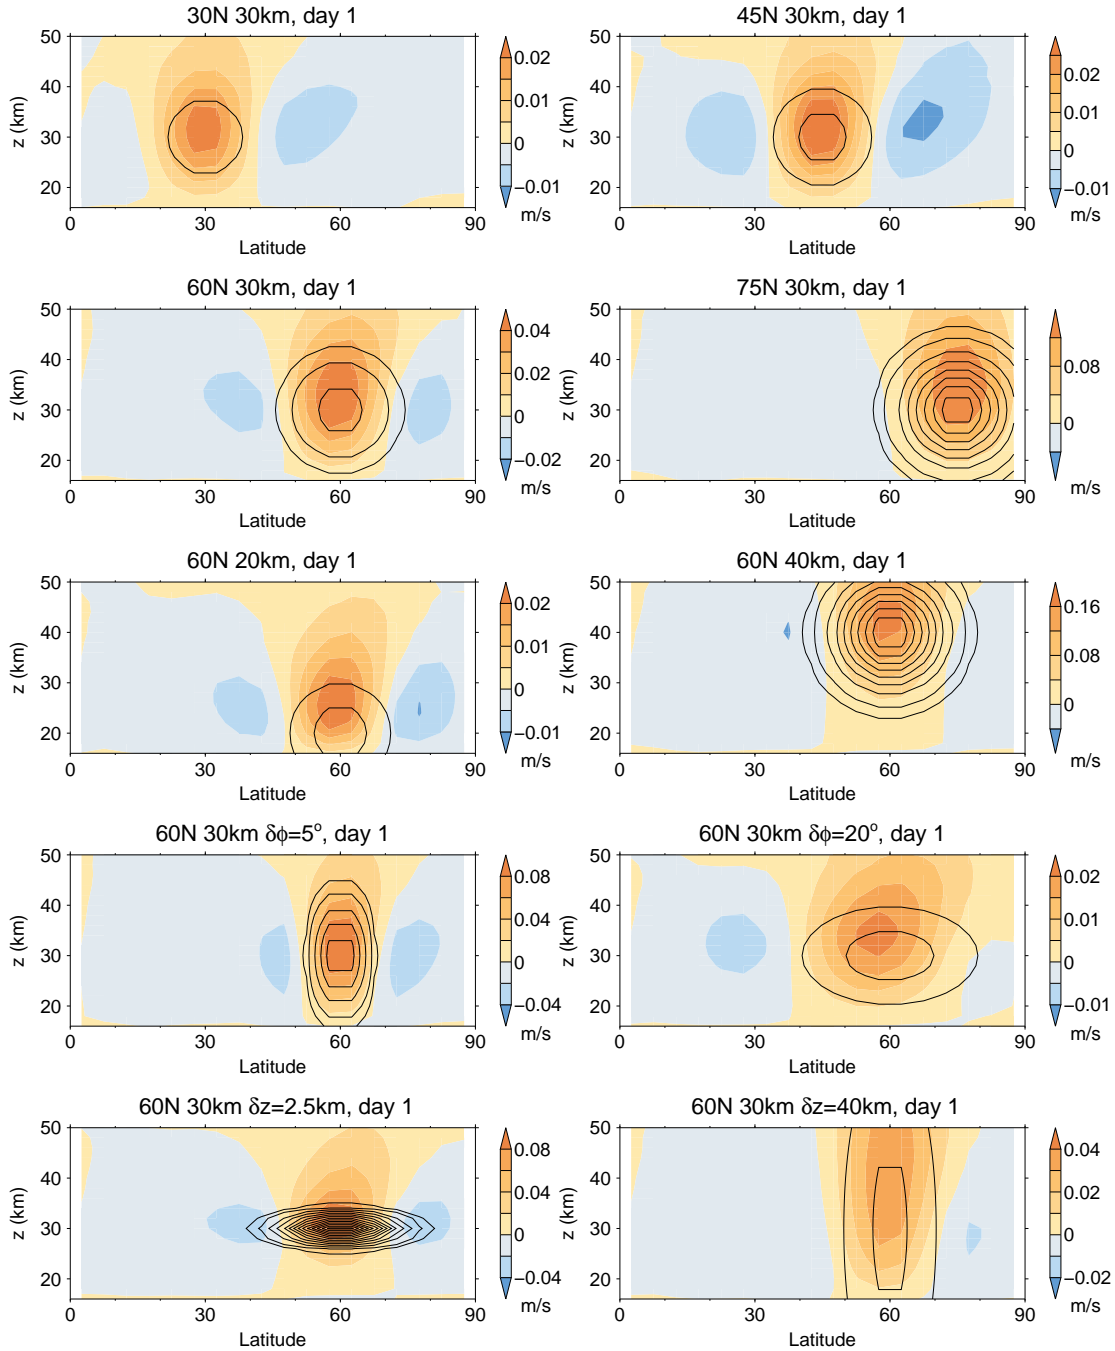 30N 30km, day 1
50
40
30
20
z (km)
0 30 60 90
Latitude
0.02
0.01
0
−0.01
m/s
45N 30km, day 1
50
40
30
20
z (km)
0 30 60 90
Latitude
0.02
0.01
0
−0.01
m/s
60N 30km, day 1
50
40
30
20
z (km)
0 30 60 90
Latitude
0.04
0.02
0
−0.02
m/s
75N 30km, day 1
50
40
30
20
z (km)
0 30 60 90
Latitude
0.08
0
m/s
60N 20km, day 1
50
40
30
20
z (km)
0 30 60 90
Latitude
0.02
0.01
0
−0.01
m/s
60N 40km, day 1
50
40
30
20
z (km)
0 30 60 90
Latitude
0.16
0.08
0
m/s
60N 30km δϕ=5°, day 1
50
40
30
20
z (km)
0 30 60 90
Latitude
0.08
0.04
0
−0.04
m/s
60N 30km δϕ=20°, day 1
50
40
30
20
z (km)
0 30 60 90
Latitude
0.02
0.01
0
−0.01
m/s
60N 30km δz=2.5km, day 1
50
40
30
20
z (km)
0 30 60 90
Latitude
0.08
0.04
0
−0.04
m/s
60N 30km δz=40km, day 1
50
40
30
20
z (km)
0 30 60 90
Latitude
0.04
0.02
0
−0.02
m/s